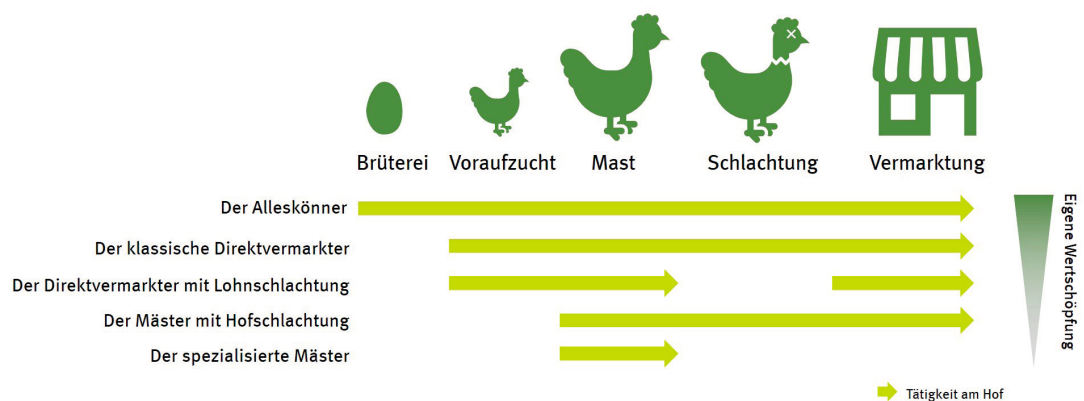 Brüterei Voraufzucht Mast Schlachtung Vermarktung
Der Alleskönner
Der klassische Direktvermarkter
Der Direktvermarkter mit Lohnschlachtung
Der Mäster mit Hofschlachtung
Der spezialisierte Mäster
Eigene Wertschöpfung
Tätigkeit am Hof